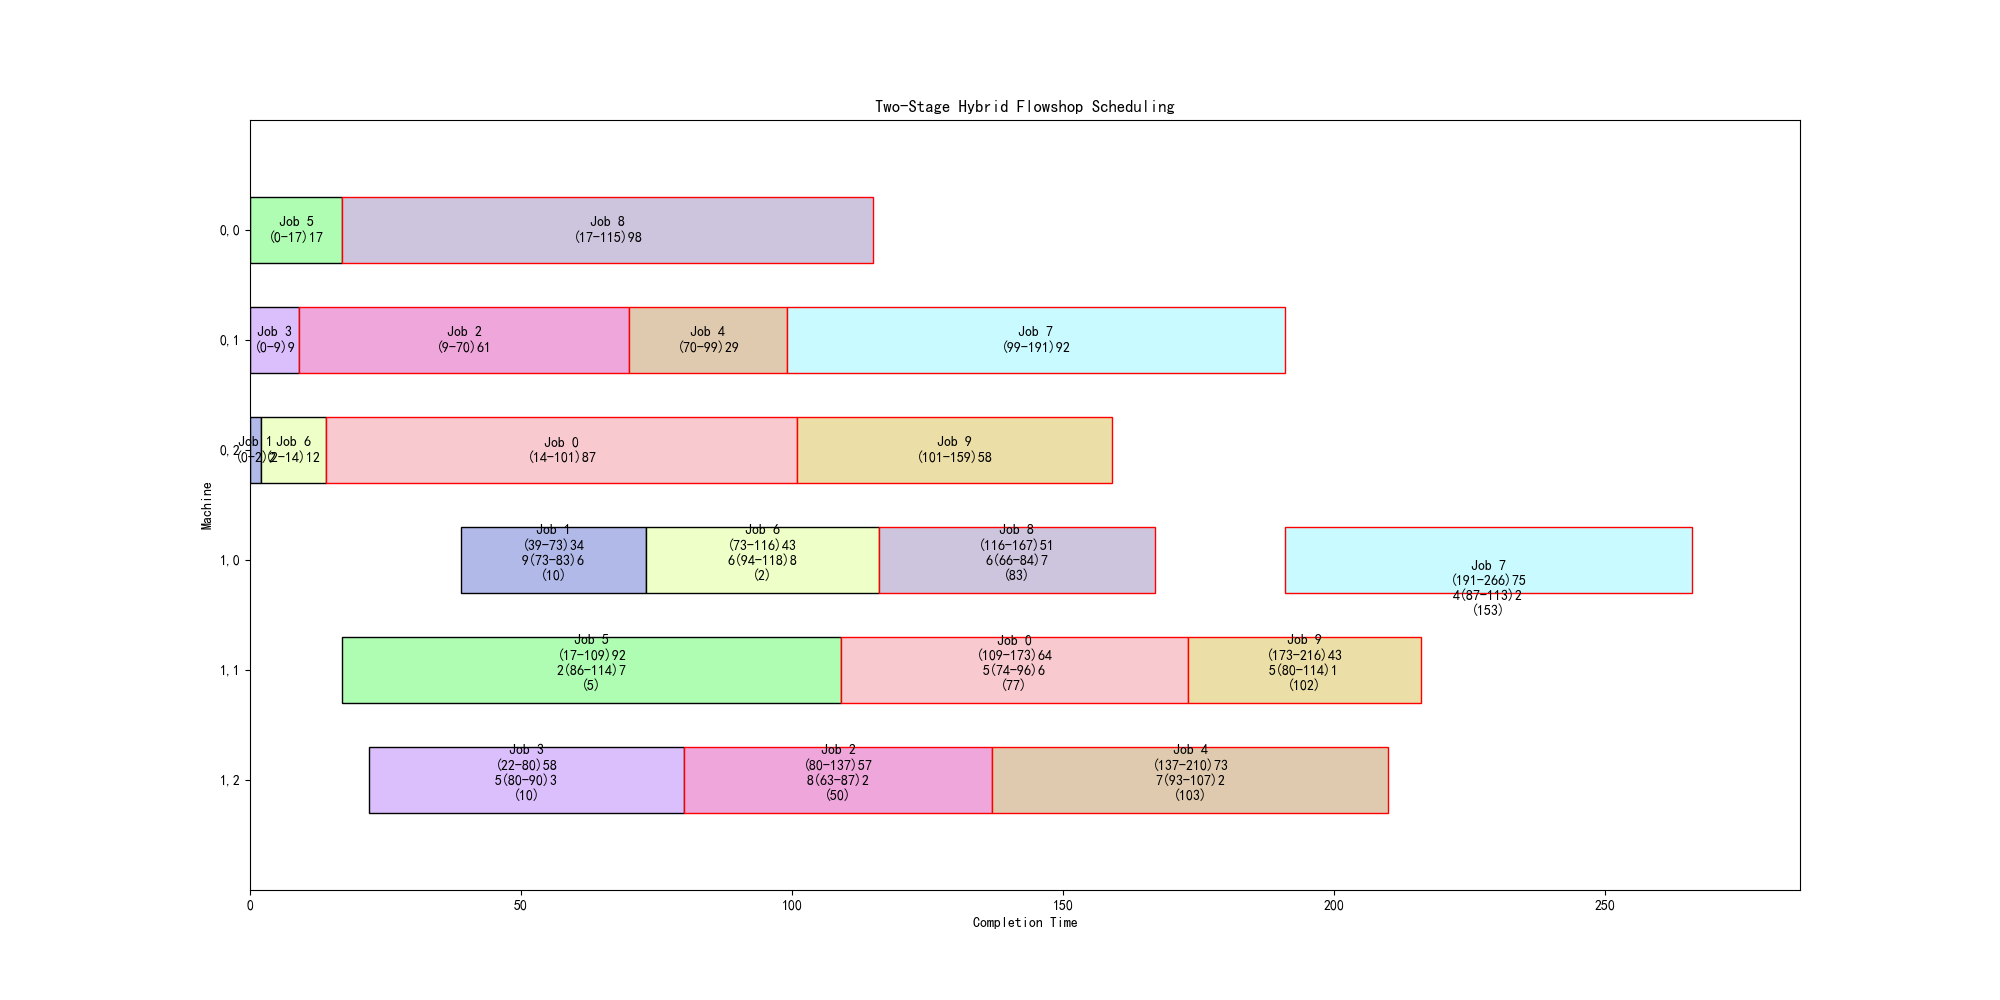 Two-Stage Hybrid Flowshop Scheduling
0,0
Job 5
(0-17)17
Job 8
(17-115)98
0,1
Job 3
(0-9)9
Job 2
(9-70)61
Job 4
(70-99)29
Job 7
(99-191)92
0,2
Job 1
(0-2)2
Job 6
(2-14)12
Job 0
(14-101)87
Job 9
(101-159)58
Machine
1,0
Job 1
(39-73)34
9(73-83)6
(10)
Job 6
(73-116)43
6(94-118)8
(2)
Job 8
(116-167)51
6(66-84)7
(83)
Job 7
(191-266)75
4(87-113)2
(153)
1,1
Job 5
(17-109)92
2(86-114)7
(5)
Job 0
(109-173)64
5(74-96)6
(77)
Job 9
(173-216)43
5(80-114)1
(102)
1,2
Job 3
(22-80)58
5(80-90)3
(10)
Job 2
(80-137)57
8(63-87)2
(50)
Job 4
(137-210)73
7(93-107)2
(103)
0
50
100
150
200
250
Completion Time